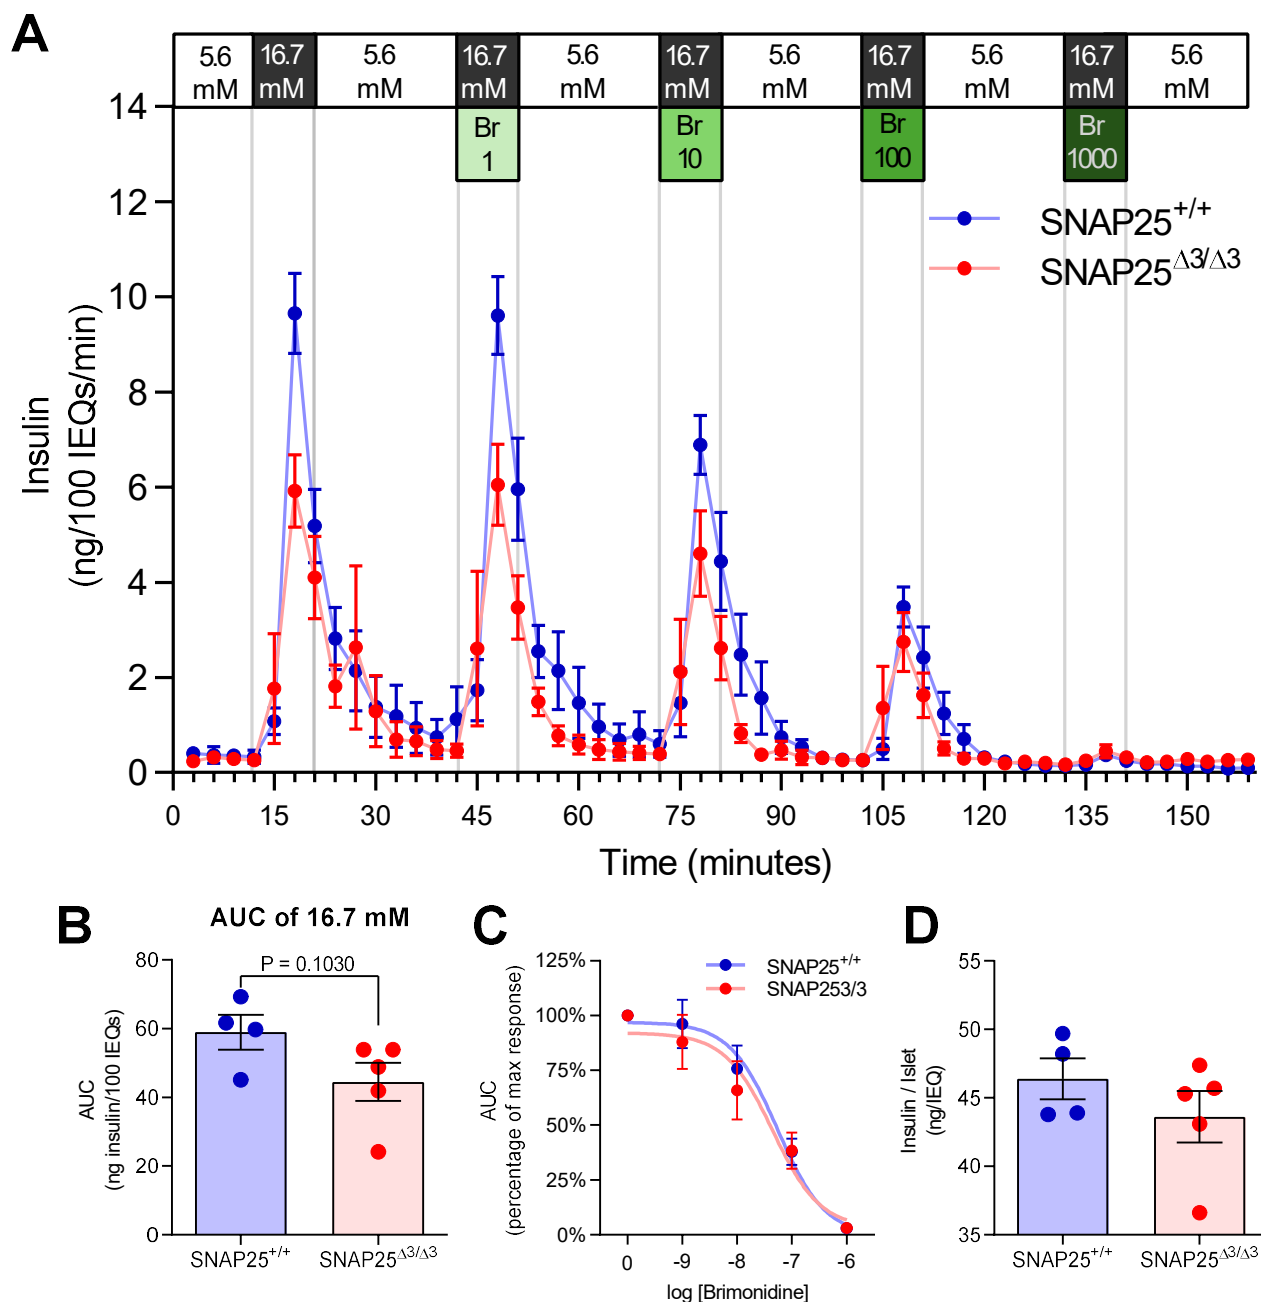 A
5.6 mM
16.7 mM
5.6 mM
16.7 mM
5.6 mM
16.7 mM
5.6 mM
16.7 mM
5.6 mM
16.7 mM
5.6 mM
Br 1
Br 10
Br 100
Br 1000
SNAP25+/+
SNAP25Δ3/Δ3
Insulin
(ng/100 IEQs/min)
14
12
10
8
6
4
2
0
0 15 30 45 60 75 90 105 120 135 150
Time (minutes)
B
AUC of 16.7 mM
P = 0.1030
AUC
(ng insulin/100 IEQs)
80
60
40
20
0
SNAP25+/+ SNAP25Δ3/Δ3
C
SNAP25+/+
SNAP253/3
AUC
(percentage of max response)
125%
100%
75%
50%
25%
0%
0 -9 -8 -7 -6
log [Brimonidine]
D
Insulin / Islet
(ng/IEQ)
55
50
45
40
35
SNAP25+/+ SNAP25Δ3/Δ3